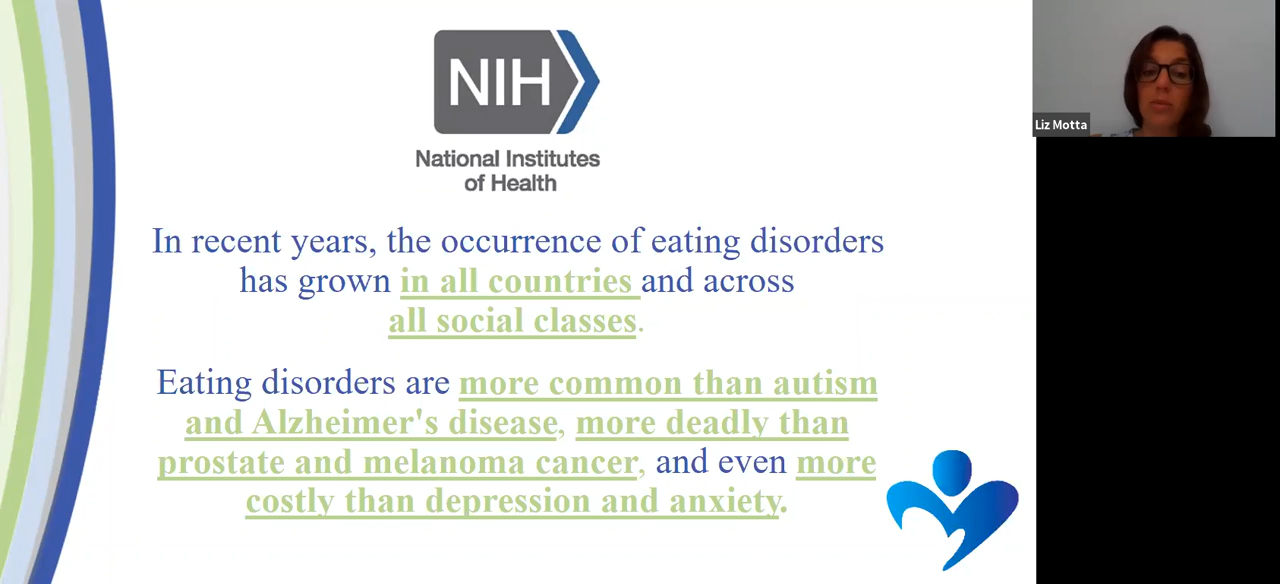 NIH
National Institutes
of Health
In recent years, the occurrence of eating disorders
has grown in all countries and across
all social classes.
Eating disorders are more common than autism
and Alzheimer's disease, more deadly than
prostate and melanoma cancer, and even more
costly than depression and anxiety.
Liz Motta